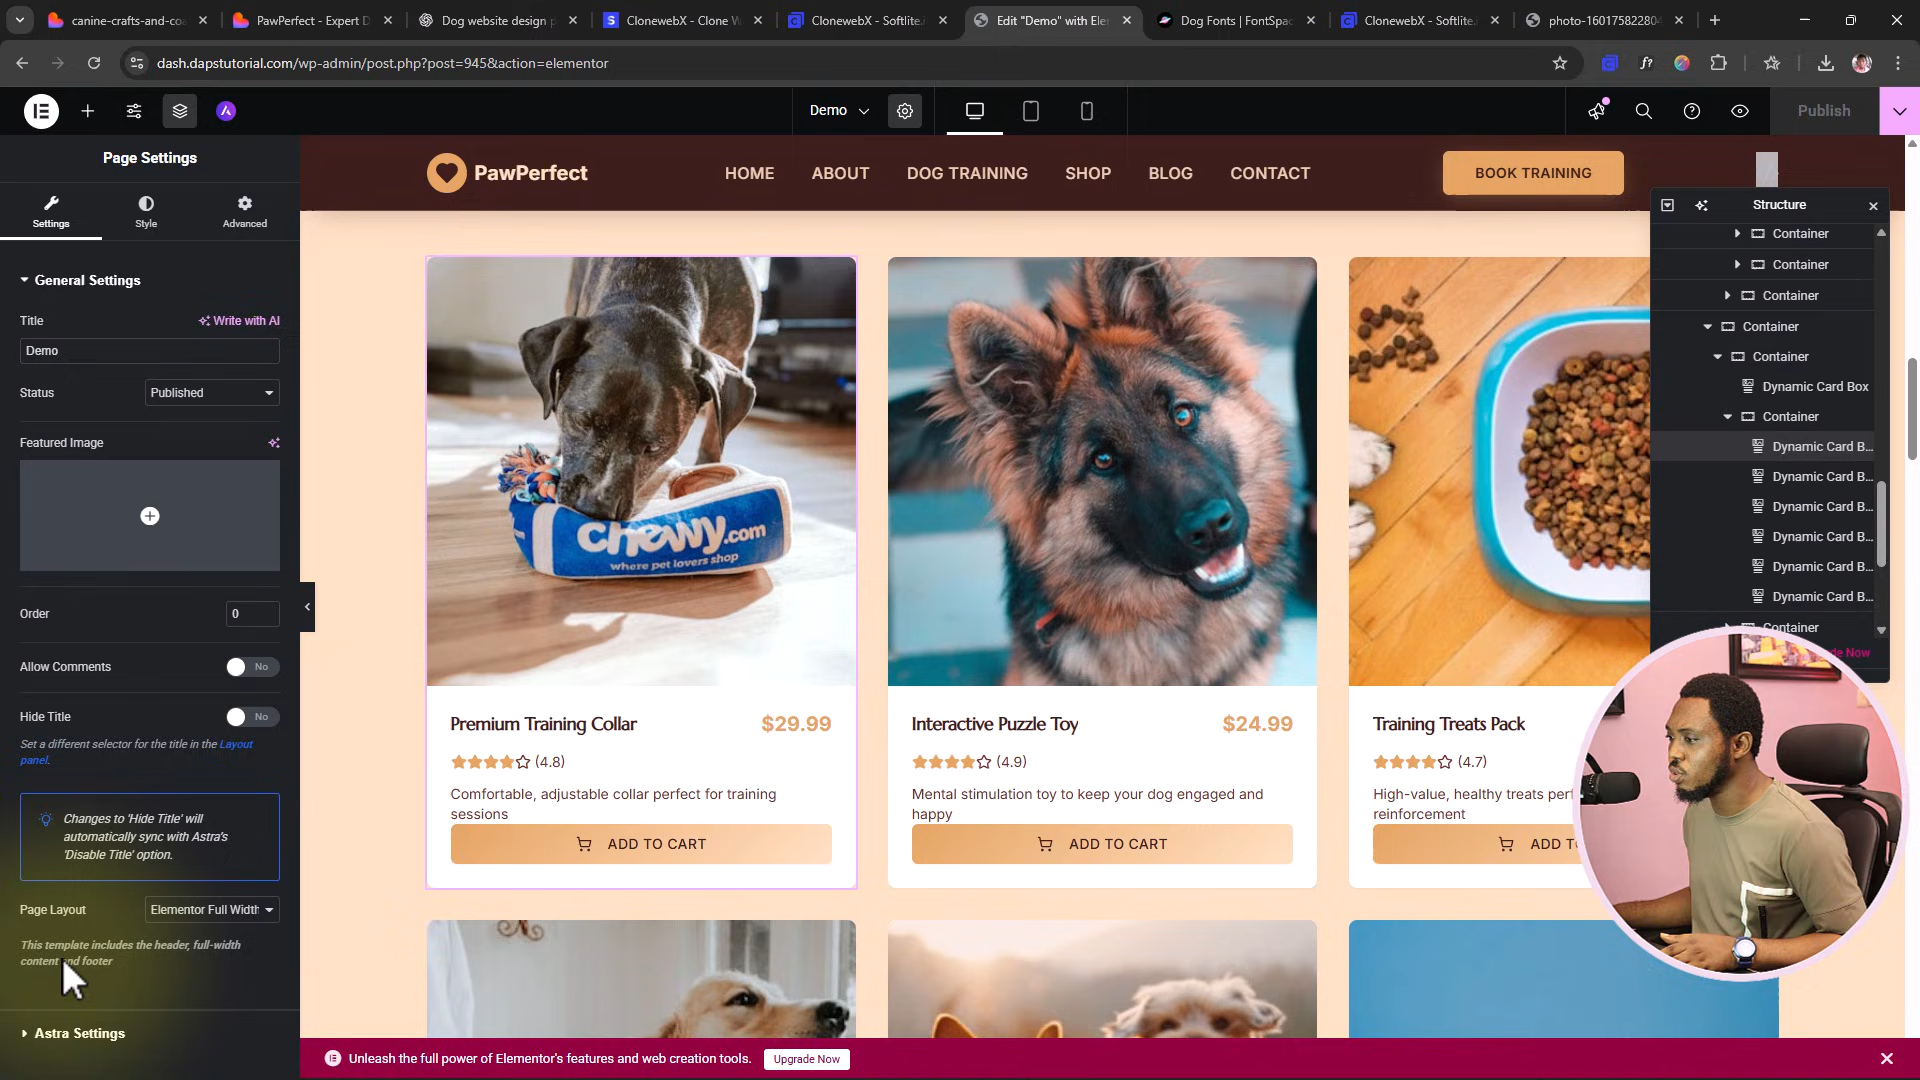 canine-crafts-and-coa
PawPerfect - Expert D
Dog website design p
ClonewebX - Clone W
ClonewebX - Softlite.
Edit "Demo" with Ele
Dog Fonts | FontSpac
ClonewebX - Softlite.
photo-160175822804
dash.dapstutorial.com/wp-admin/post.php?post=945&action=elementor
Demo
Publish
Page Settings
Settings
Style
Advanced
General Settings
Title
Write with AI
Demo
Status
Published
Featured Image
Order
0
Allow Comments
No
Hide Title
No
Set a different selector for the title in the Layout
panel.
Changes to 'Hide Title' will
automatically sync with Astra's
'Disable Title' option.
Page Layout
Elementor Full Width
This template includes the header, full-width
content and footer
Astra Settings
PawPerfect
HOME
ABOUT
DOG TRAINING
SHOP
BLOG
CONTACT
BOOK TRAINING
chewy.com
where pet lovers shop
Premium Training Collar
$29.99
(4.8)
Comfortable, adjustable collar perfect for training
sessions
ADD TO CART
Interactive Puzzle Toy
$24.99
(4.9)
Mental stimulation toy to keep your dog engaged and
happy
ADD TO CART
Training Treats Pack
(4.7)
High-value, healthy treats perf
reinforcement
ADD T
Structure
Container
Container
Container
Container
Container
Dynamic Card Box
Container
Dynamic Card B...
Dynamic Card B...
Dynamic Card B...
Dynamic Card B...
Dynamic Card B...
Dynamic Card B...
Container
de Now
Unleash the full power of Elementor's features and web creation tools.
Upgrade Now